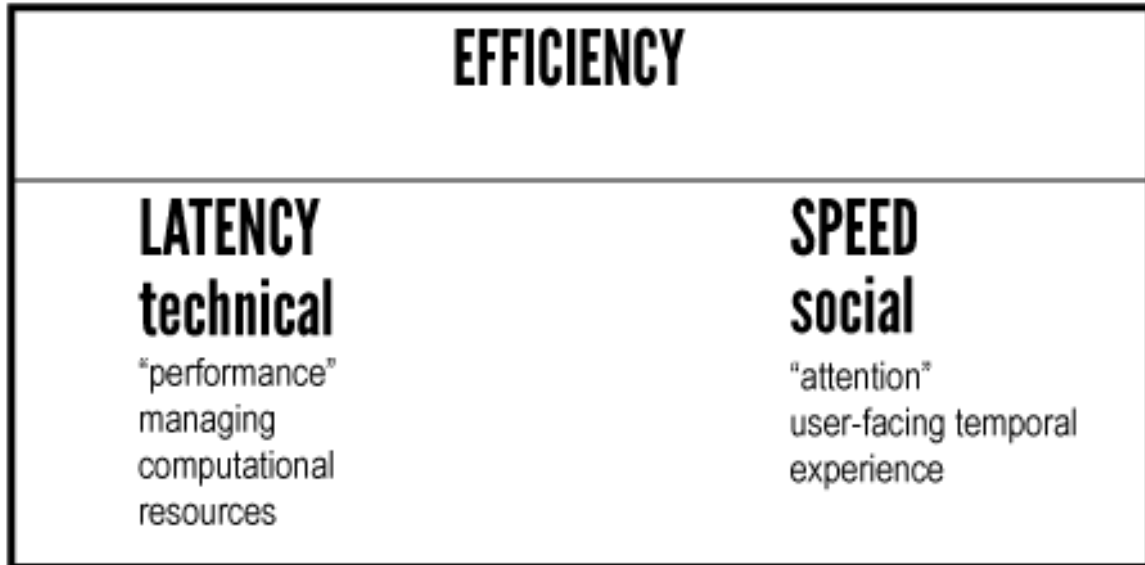 EFFICIENCY
LATENCY
technical
“performance”
managing
computational
resources
SPEED
social
“attention”
user-facing temporal
experience